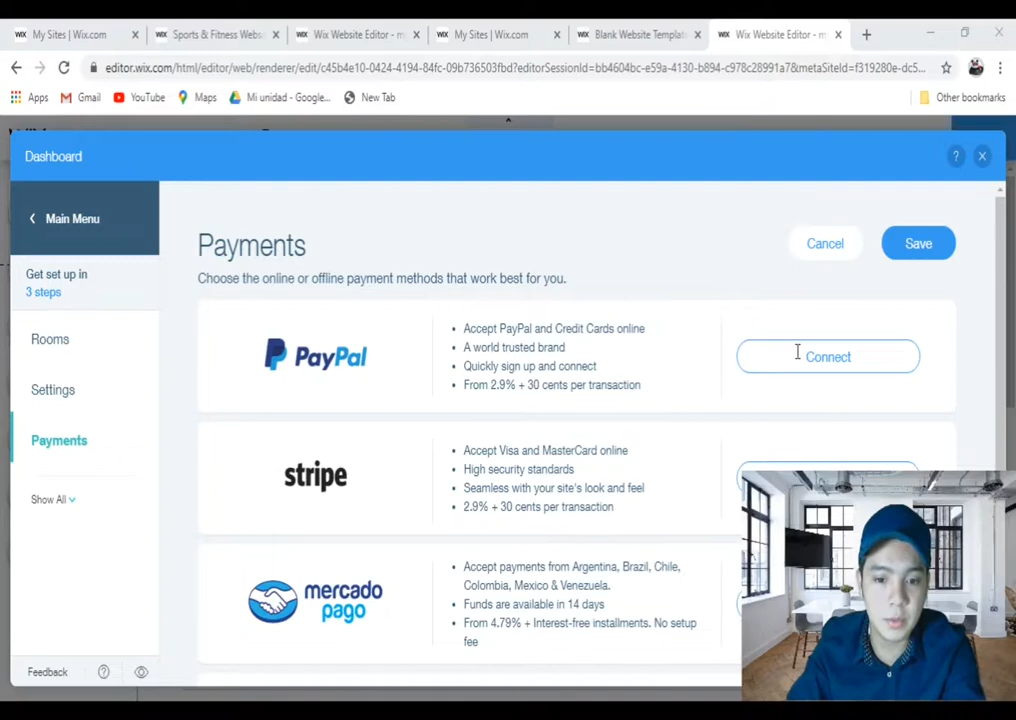 My Sites | Wix.com
Sports & Fitness Webs
Wix Website Editor - m
My Sites | Wix.com
Blank Website Templat
Wix Website Editor - m
editor.wix.com/html/editor/web/renderer/edit/c45b4e10-0424-4194-84fc-09b736503fbd?editorSessionId=bb4604bc-e59a-4130-b894-c978c28991a7&metaSiteId=f319280e-dc5...
Apps
Gmail
YouTube
Maps
Mi unidad - Google...
New Tab
Other bookmarks
Dashboard
Main Menu
Get set up in
3 steps
Rooms
Settings
Payments
Show All
Feedback
Payments
Cancel
Save
Choose the online or offline payment methods that work best for you.
PayPal
• Accept PayPal and Credit Cards online
• A world trusted brand
• Quickly sign up and connect
• From 2.9% + 30 cents per transaction
Connect
stripe
• Accept Visa and MasterCard online
• High security standards
• Seamless with your site's look and feel
• 2.9% + 30 cents per transaction
mercado
pago
• Accept payments from Argentina, Brazil, Chile,
Colombia, Mexico & Venezuela.
• Funds are available in 14 days
• From 4.79% + Interest-free installments. No setup
fee